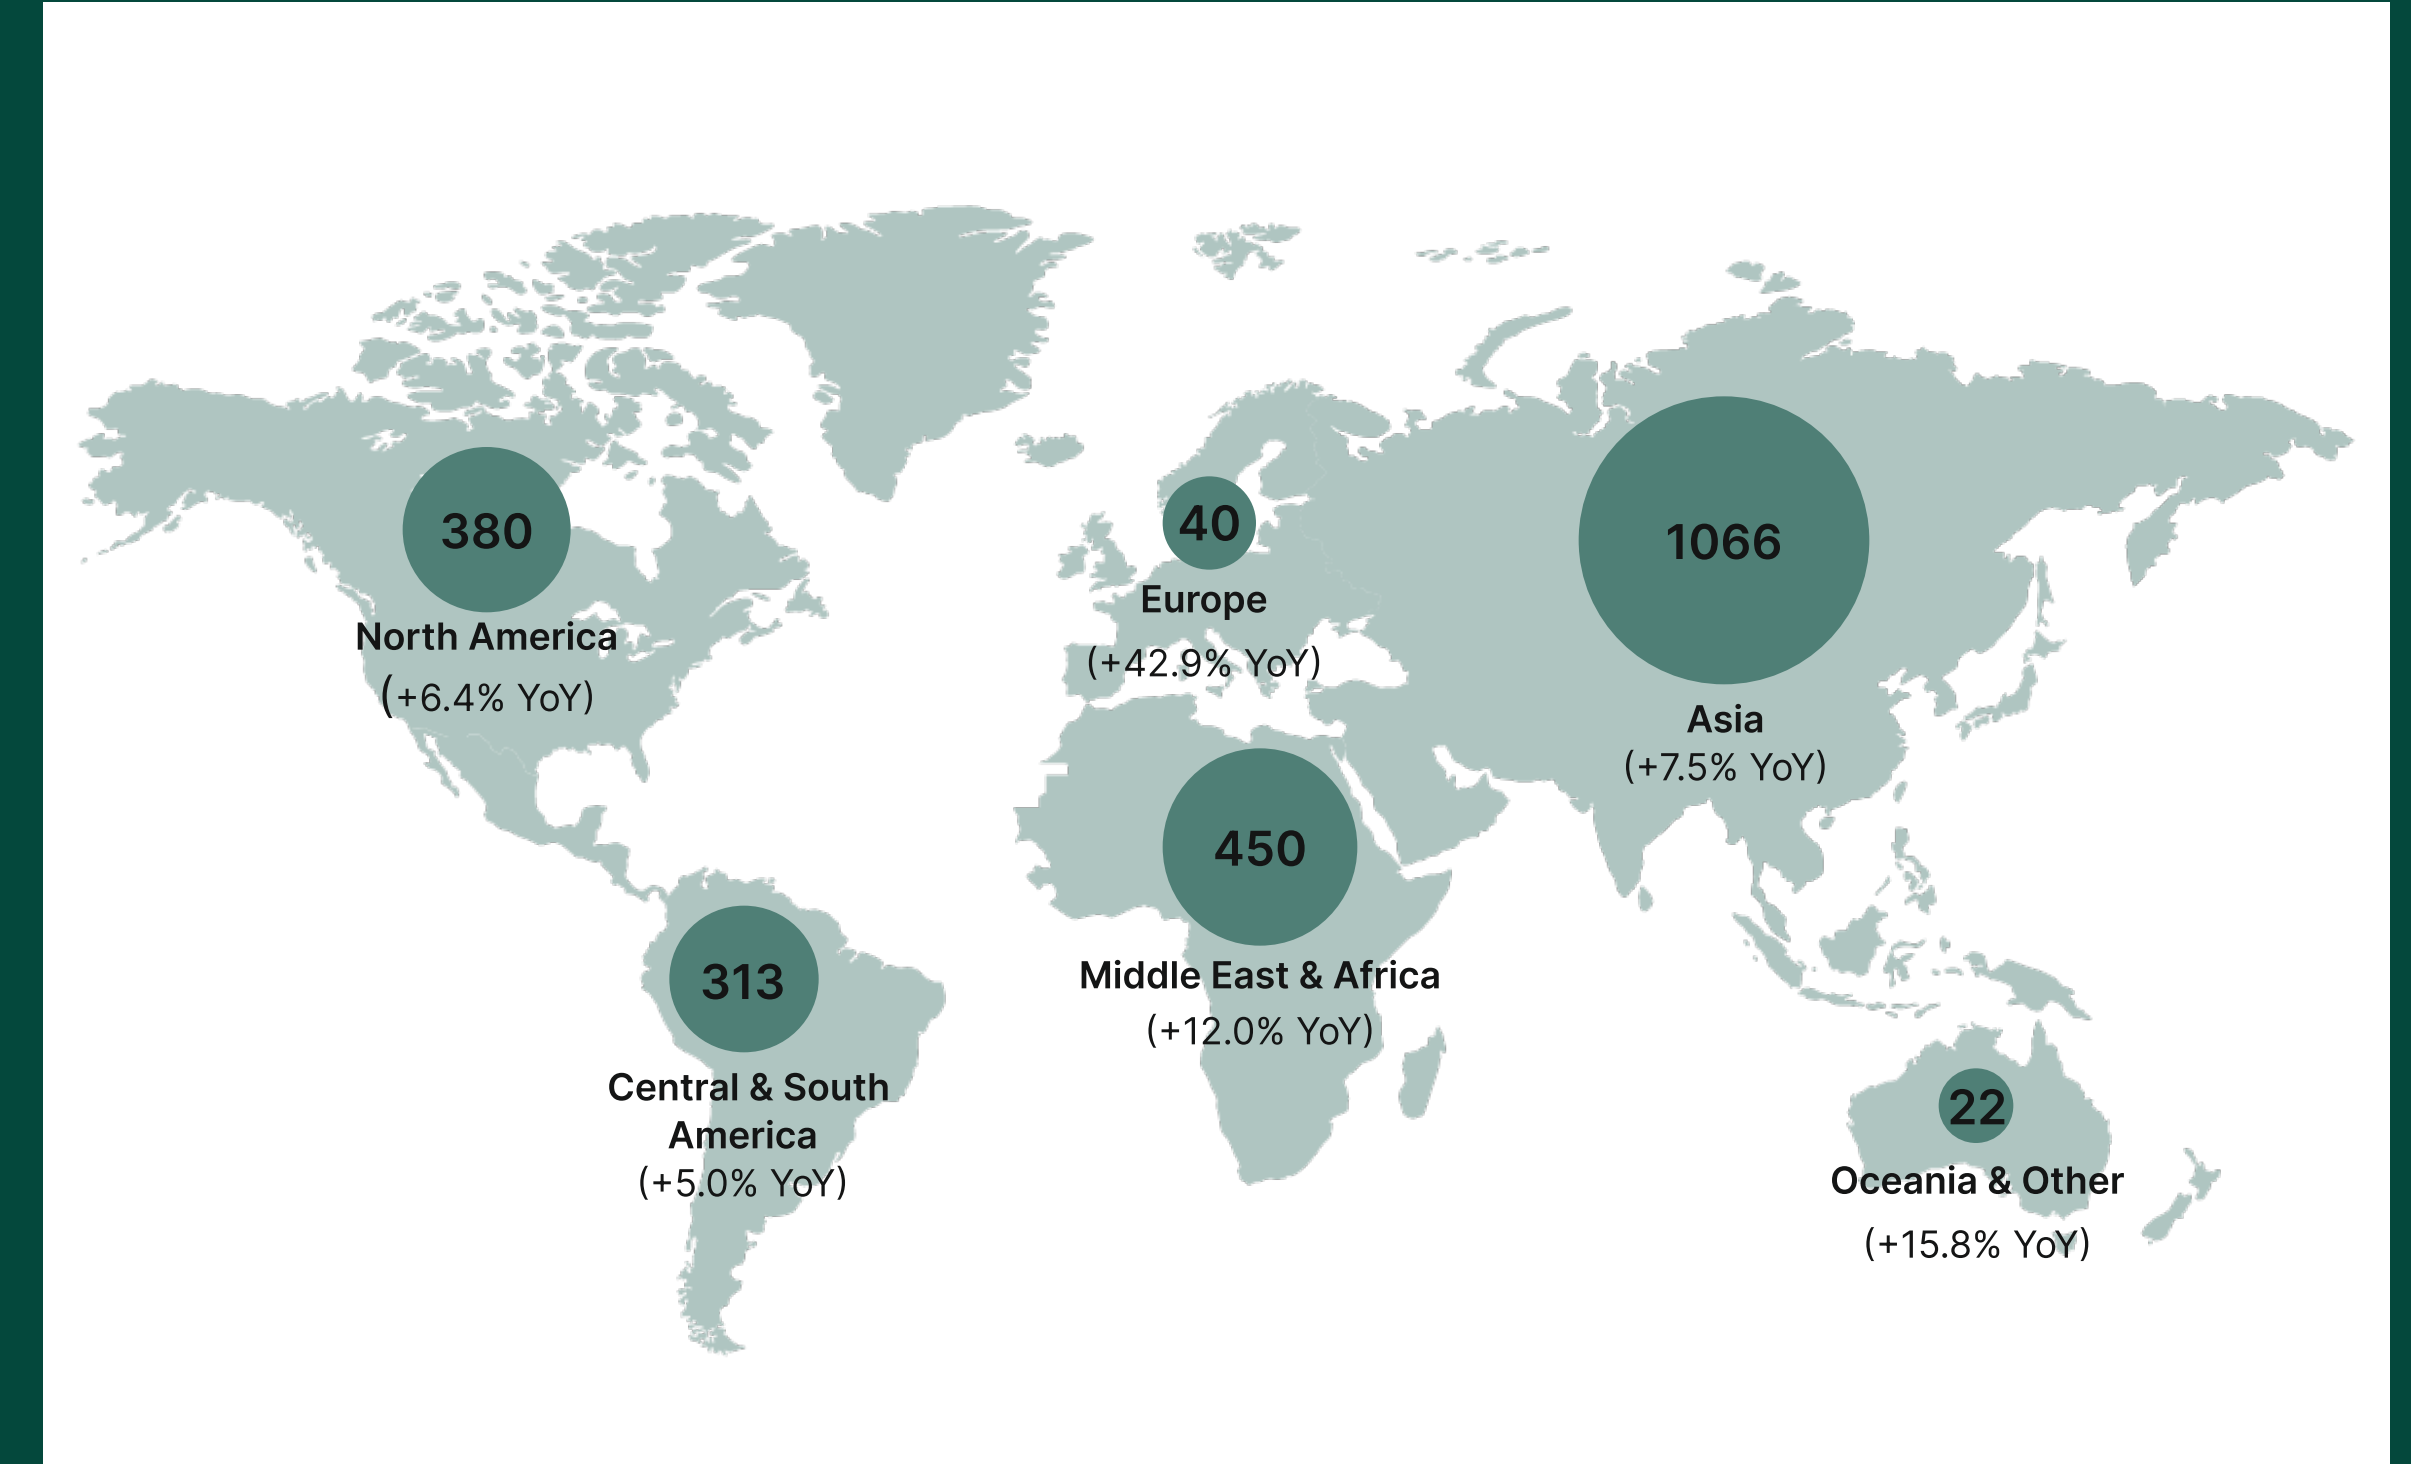 380
North America
(+6.4% YoY)
40
Europe
(+42.9% YoY)
1066
Asia
(+7.5% YoY)
450
Middle East & Africa
(+12.0% YoY)
313
Central & South
America
(+5.0% YoY)
22
Oceania & Other
(+15.8% YoY)